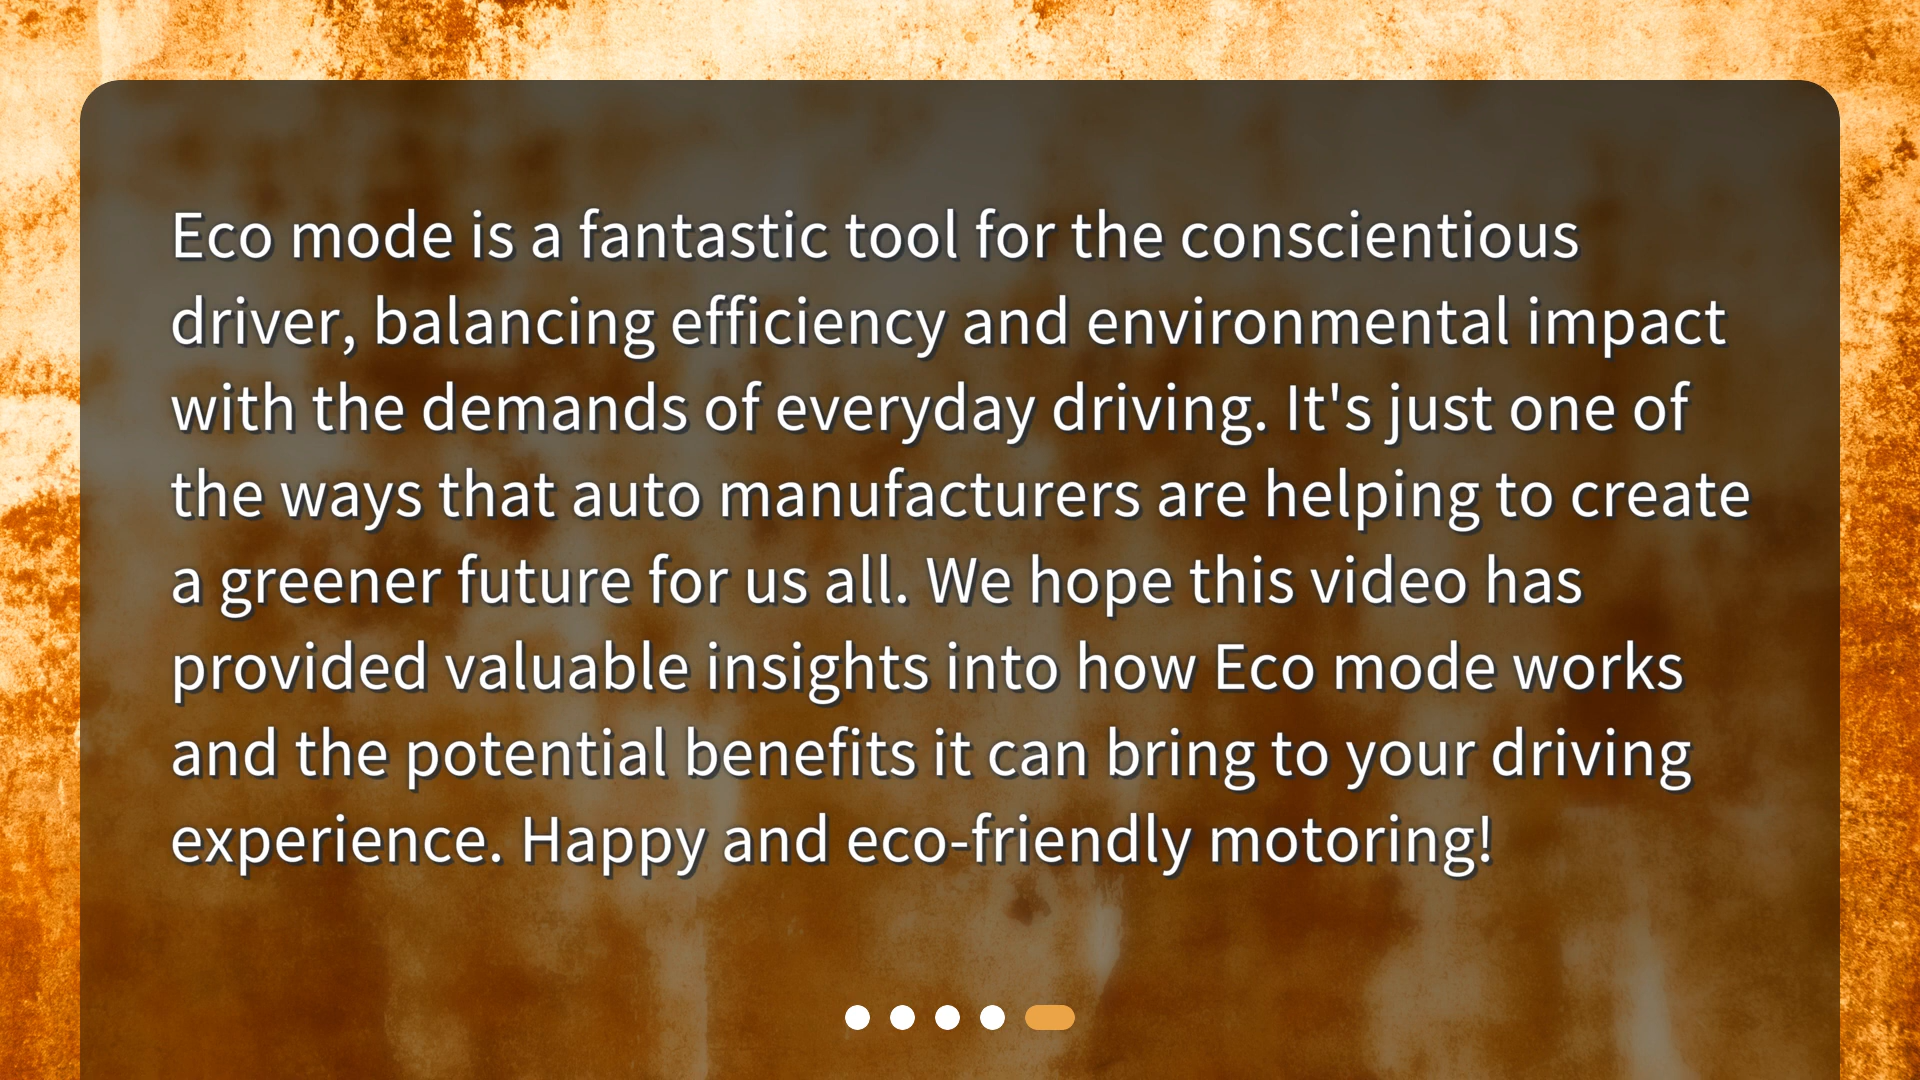 Eco mode is a fantastic tool for the conscientious
driver, balancing efficiency and environmental impact
with the demands of everyday driving. It's just one of
the ways that auto manufacturers are helping to create
a greener future for us all. We hope this video has
provided valuable insights into how Eco mode works
and the potential benefits it can bring to your driving
experience. Happy and eco-friendly motoring!